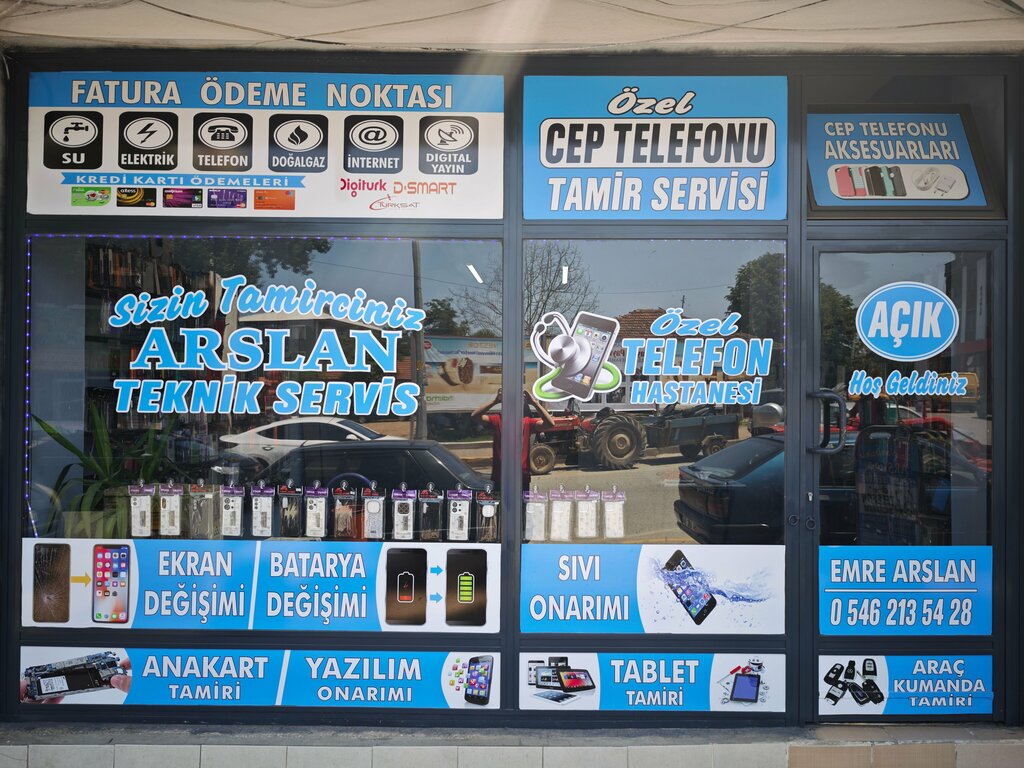 FATURA ÖDEME NOKTASI
SU
ELEKTRİK
TELEFON
DOĞALGAZ
İNTERNET
DIGITAL
YAYIN
KREDİ KARTI ÖDEMELERİ
Digiturk
D-SMART
TÜRKSAT
Özel
CEP TELEFONU
TAMİR SERVİSİ
CEP TELEFONU
AKSESUARLARI
Sizin Tamirciniz
ARSLAN
TEKNİK SERVİS
Özel
TELEFON
HASTANESİ
AÇIK
Hoş Geldiniz
EKRAN
DEĞİŞİMİ
BATARYA
DEĞİŞİMİ
SIVI
ONARIMI
EMRE ARSLAN
0 546 213 54 28
ANAKART
TAMİRİ
YAZILIM
ONARIMI
TABLET
TAMİRİ
ARAÇ
KUMANDA
TAMİRİ